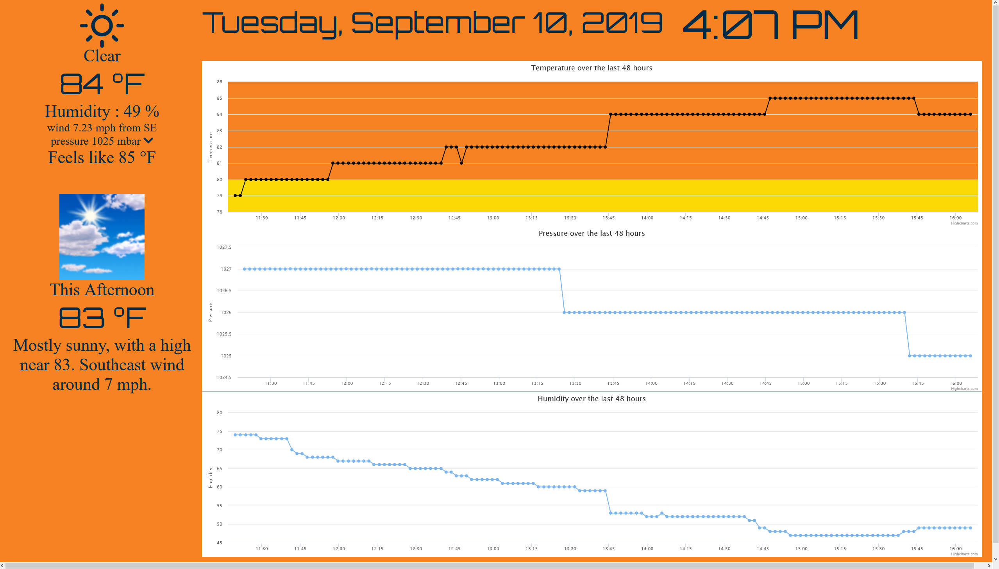 Tuesday, September 10, 2019 4:07 PM
Clear
84 °F
Humidity : 49 %
wind 7.23 mph from SE
pressure 1025 mbar
Feels like 85 °F
This Afternoon
83 °F
Mostly sunny, with a high
near 83. Southeast wind
around 7 mph.
Temperature over the last 48 hours
Temperature
86
85
84
83
82
81
80
79
78
11:30 11:45 12:00 12:15 12:30 12:45 13:00 13:15 13:30 13:45 14:00 14:15 14:30 14:45 15:00 15:15 15:30 15:45 16:00
Highcharts.com
Pressure over the last 48 hours
Pressure
1027.5
1027
1026.5
1026
1025.5
1025
1024.5
11:30 11:45 12:00 12:15 12:30 12:45 13:00 13:15 13:30 13:45 14:00 14:15 14:30 14:45 15:00 15:15 15:30 15:45 16:00
Highcharts.com
Humidity over the last 48 hours
Humidity
80
75
70
65
60
55
50
45
11:30 11:45 12:00 12:15 12:30 12:45 13:00 13:15 13:30 13:45 14:00 14:15 14:30 14:45 15:00 15:15 15:30 15:45 16:00
Highcharts.com